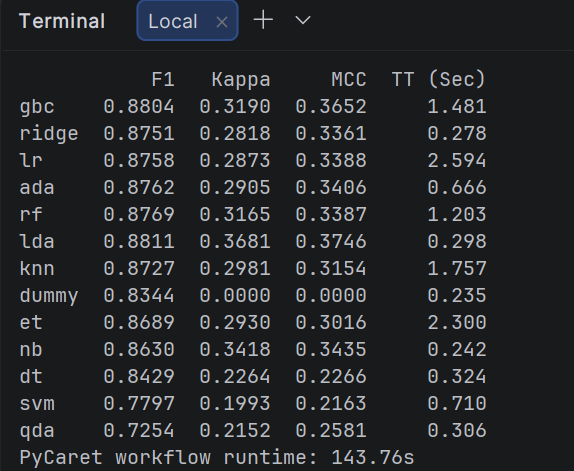 Terminal Local × + ∨
F1 Kappa MCC TT (Sec)
gbc 0.8804 0.3190 0.3652 1.481
ridge 0.8751 0.2818 0.3361 0.278
lr 0.8758 0.2873 0.3388 2.594
ada 0.8762 0.2905 0.3406 0.666
rf 0.8769 0.3165 0.3387 1.203
lda 0.8811 0.3681 0.3746 0.298
knn 0.8727 0.2981 0.3154 1.757
dummy 0.8344 0.0000 0.0000 0.235
et 0.8689 0.2930 0.3016 2.300
nb 0.8630 0.3418 0.3435 0.242
dt 0.8429 0.2264 0.2266 0.324
svm 0.7797 0.1993 0.2163 0.710
qda 0.7254 0.2152 0.2581 0.306
PyCaret workflow runtime: 143.76s